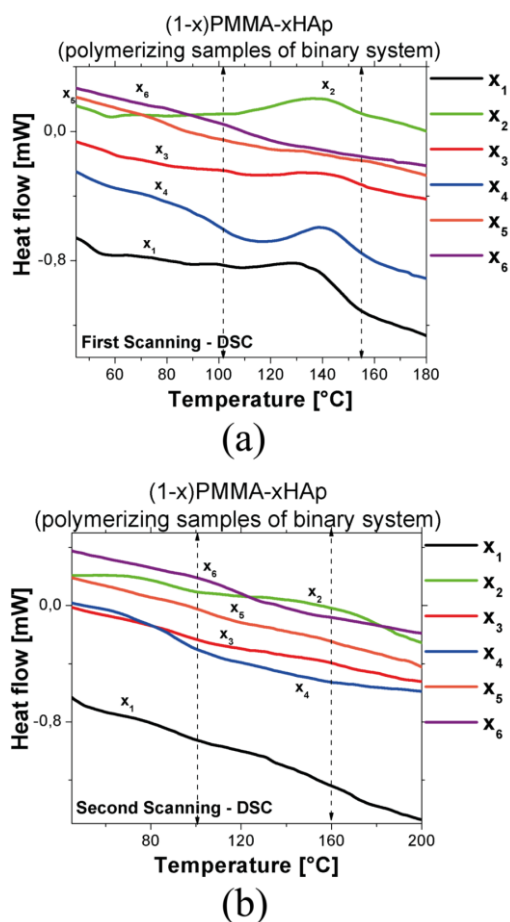 (1-x)PMMA-xHAp
(polymerizing samples of binary system)
x₆
x₅
x₂
x₃
x₄
x₁
0,0
-0,8
Heat flow [mW]
First Scanning - DSC
60 80 100 120 140 160 180
Temperature [°C]
x₁
x₂
x₃
x₄
x₅
x₆
(a)
(1-x)PMMA-xHAp
(polymerizing samples of binary system)
x₆
x₂
x₅
x₃
x₄
x₁
0,0
-0,8
Heat flow [mW]
Second Scanning - DSC
80 120 160 200
Temperature [°C]
x₁
x₂
x₃
x₄
x₅
x₆
(b)